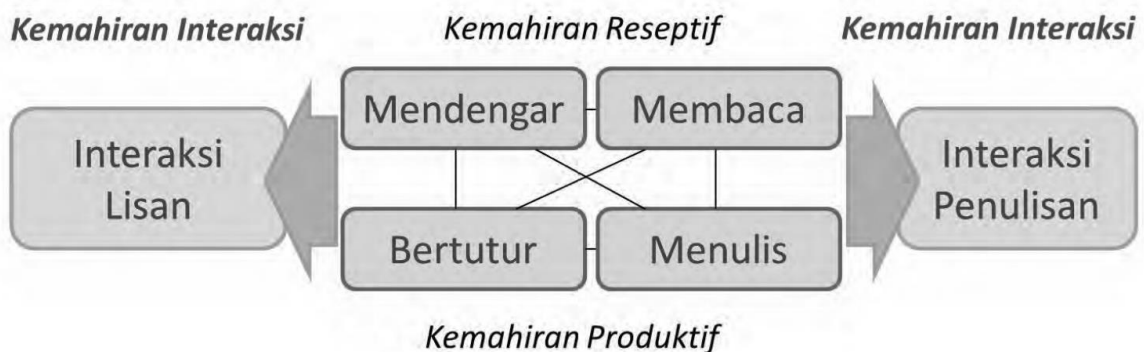 Kemahiran Interaksi
Kemahiran Reseptif
Kemahiran Interaksi
Mendengar
Membaca
Interaksi
Lisan
Interaksi
Penulisan
Bertutur
Menulis
Kemahiran Produktif